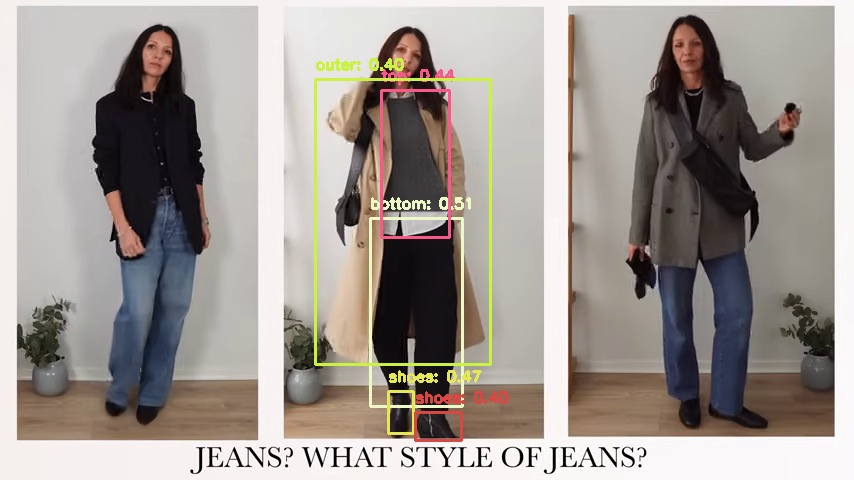 outer: 0.40
top: 0.44
bottom: 0.51
shoes: 0.47
shoes: 0.40
JEANS? WHAT STYLE OF JEANS?